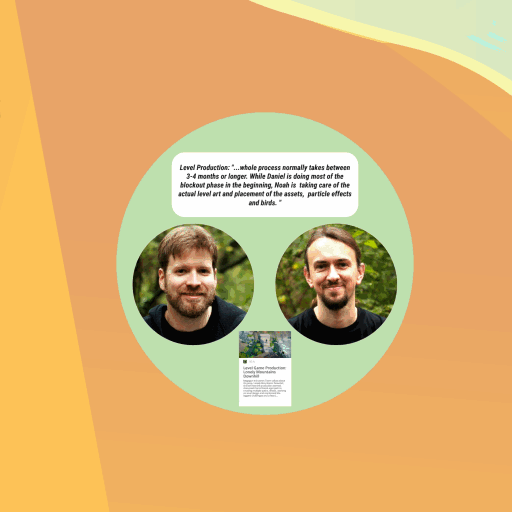 Level Production: "...whole process normally takes between
3-4 months or longer. While Daniel is doing most of the
blockout phase in the beginning, Noah is taking care of the
actual level art and placement of the assets, particle effects
and birds. "
Level Game Production:
Lonely Mountains
Downhill